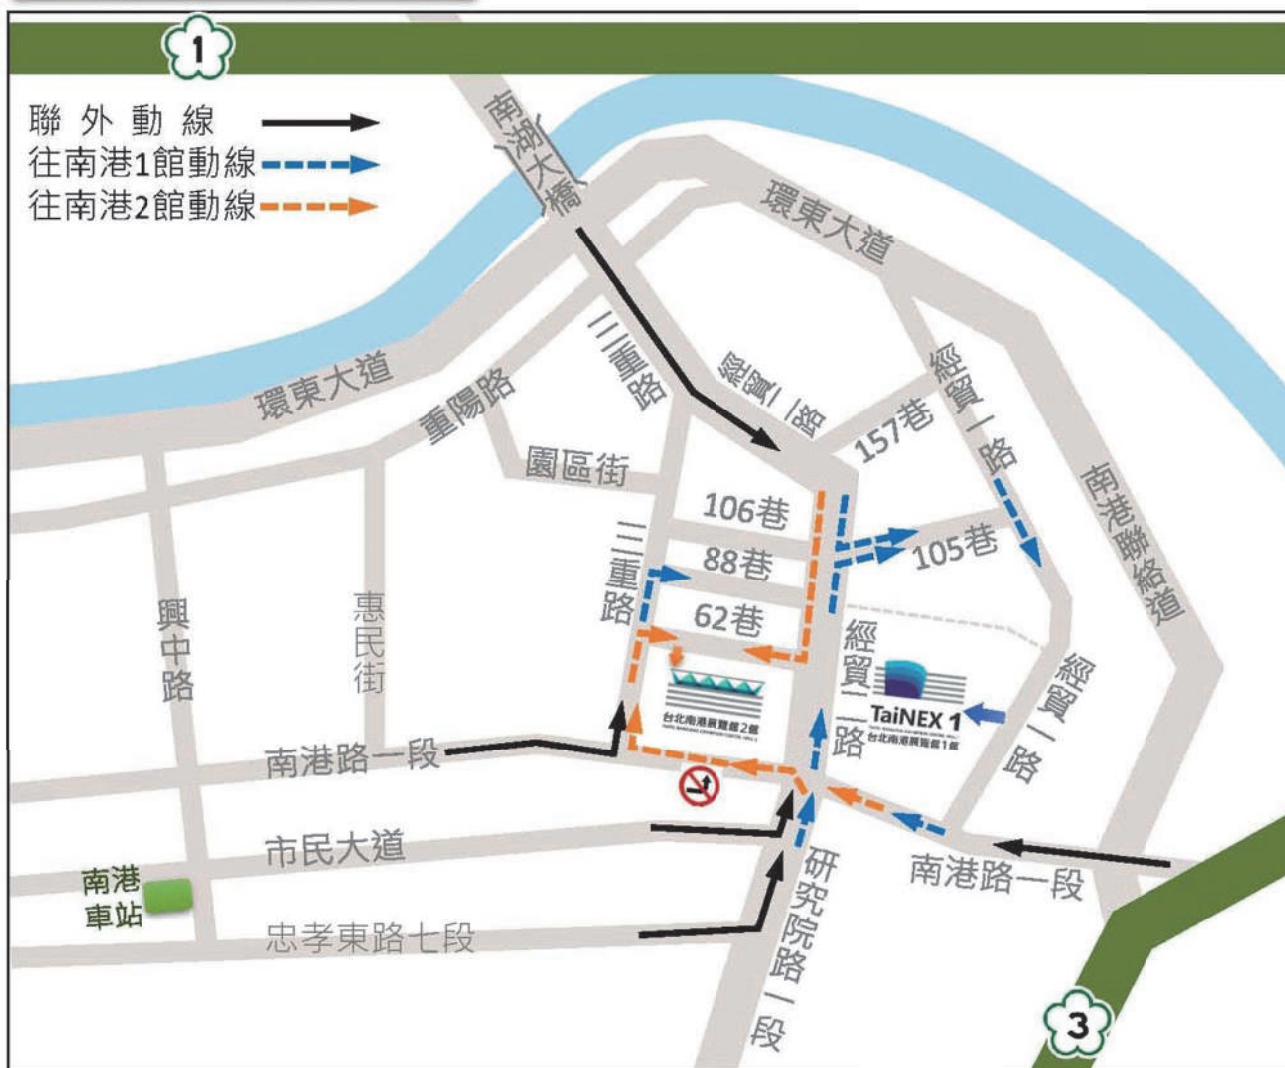 1
聯外動線
往南港1館動線
往南港2館動線
南湖大橋
環東大道
環東大道
重陽路
三重路
經貿二路
157巷
經貿一路
園區街
106巷
105巷
88巷
62巷
三重路
南港聯絡道
興中路
惠民街
經貿二路
TaiNEX 1
台北南港展覽館1館
經貿一路
台北南港展覽館2館
南港路一段
市民大道
南港路一段
南港
車站
研究院路一段
忠孝東路七段
3